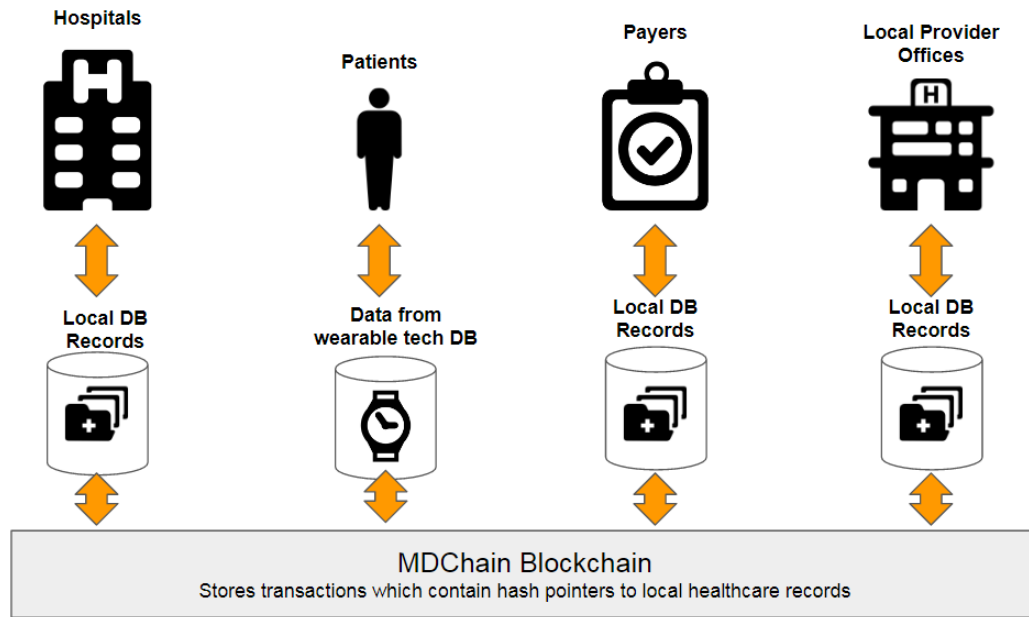 Hospitals
Patients
Payers
Local Provider
Offices
H
H
Local DB
Records
Data from
wearable tech DB
Local DB
Records
Local DB
Records
MDChain Blockchain
Stores transactions which contain hash pointers to local healthcare records